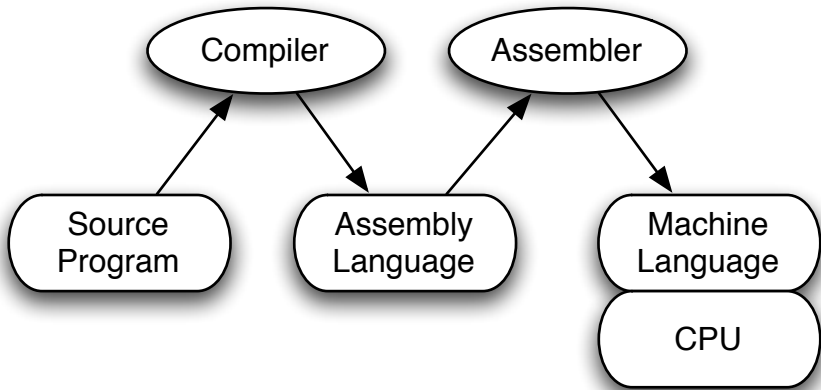 Compiler
Assembler
Source
Program
Assembly
Language
Machine
Language
CPU